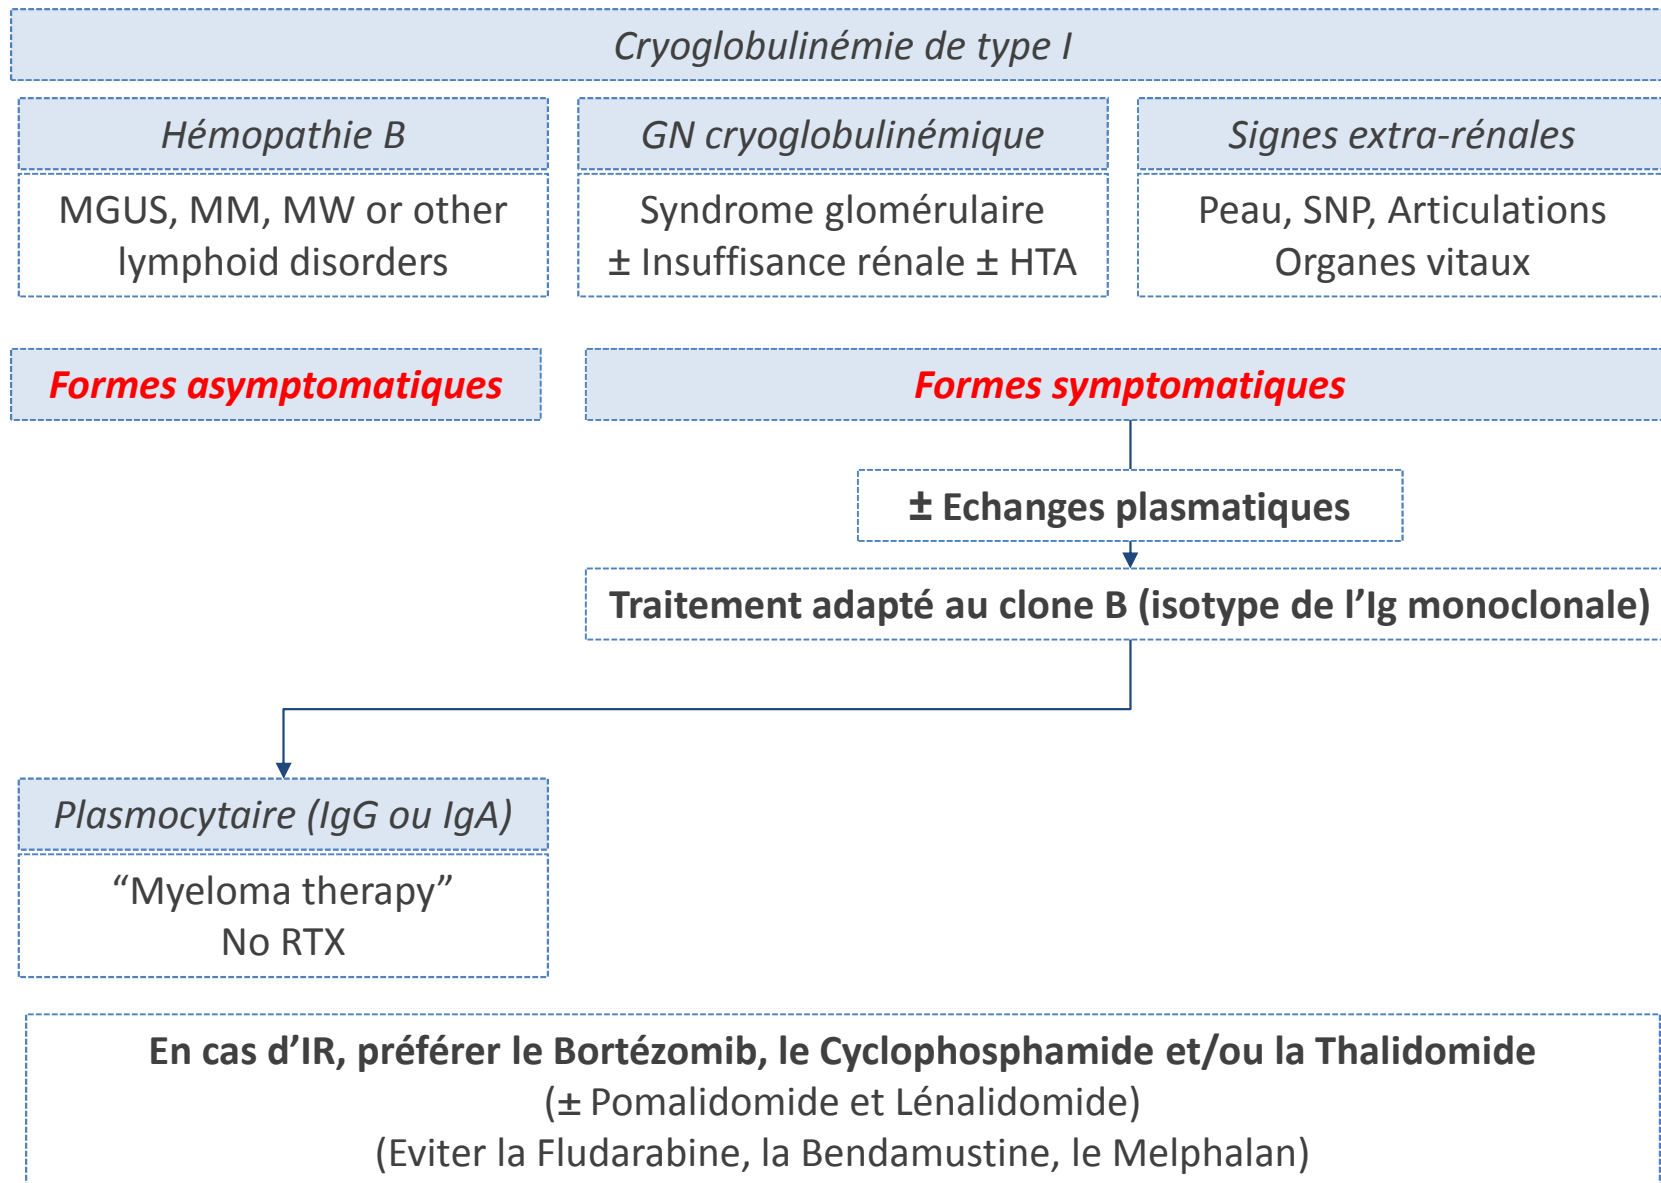 Cryoglobulinémie de type I
Hémopathie B
MGUS, MM, MW or other
lymphoid disorders
GN cryoglobulinémique
Syndrome glomérulaire
± Insuffisance rénale ± HTA
Signes extra-rénales
Peau, SNP, Articulations
Organes vitaux
Formes asymptomatiques
Formes symptomatiques
± Echanges plasmatiques
Traitement adapté au clone B (isotype de l’Ig monoclonale)
Plasmocytaire (IgG ou IgA)
“Myeloma therapy”
No RTX
En cas d’IR, préférer le Bortézomib, le Cyclophosphamide et/ou la Thalidomide
(± Pomalidomide et Lénalidomide)
(Eviter la Fludarabine, la Bendamustine, le Melphalan)